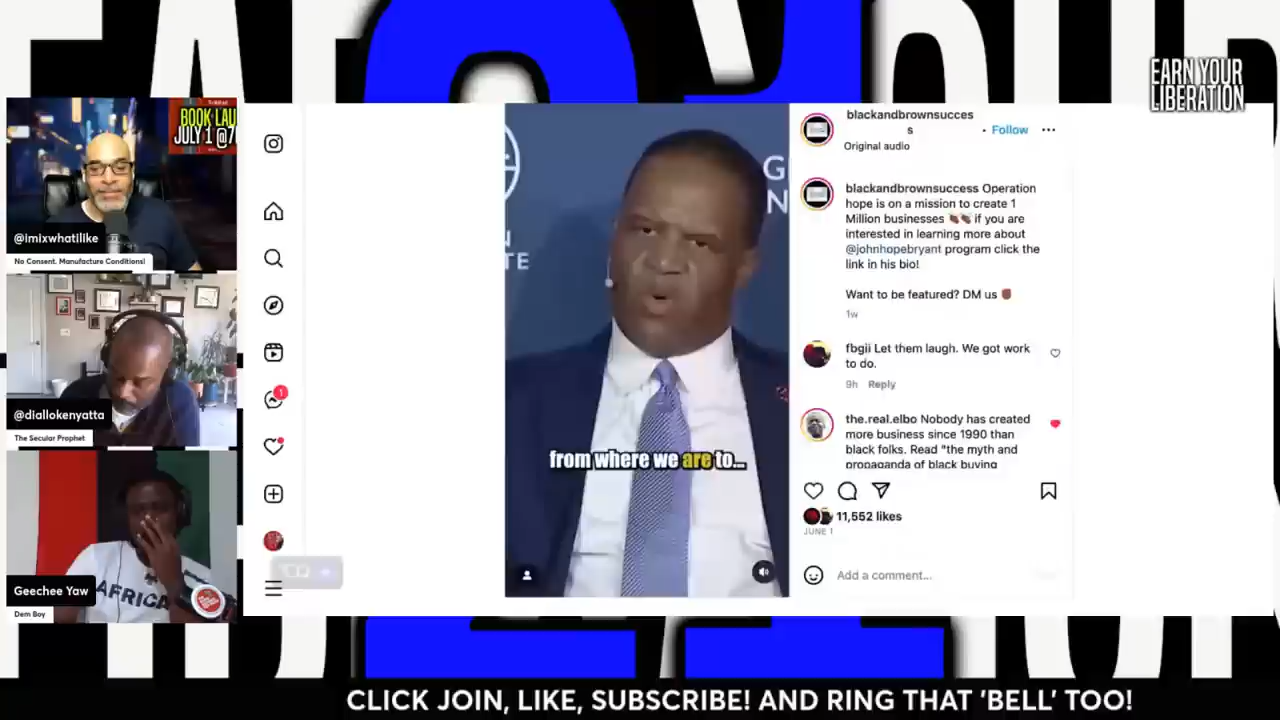 EARN YOUR
LIBERATION
BOOK LAU
JULY 1 @7
@imixwhatilike
No Consent. Manufacture Conditions!
@diallokenyatta
The Secular Prophet
AFRICA
Geechee Yaw
Dem Boy
G
N
N
TE
from where we are to...
1
blackandbrownsucces
s
• Follow
Original audio
blackandbrownsuccess Operation
hope is on a mission to create 1
Million businesses if you are
interested in learning more about
@johnhopebryant program click the
link in his bio!
Want to be featured? DM us
1w
fbgii Let them laugh. We got work
to do.
9h Reply
the.real.elbo Nobody has created
more business since 1990 than
black folks. Read "the myth and
propaganda of black buying
11,552 likes
JUNE 1
Add a comment...
CLICK JOIN, LIKE, SUBSCRIBE! AND RING THAT 'BELL' TOO!